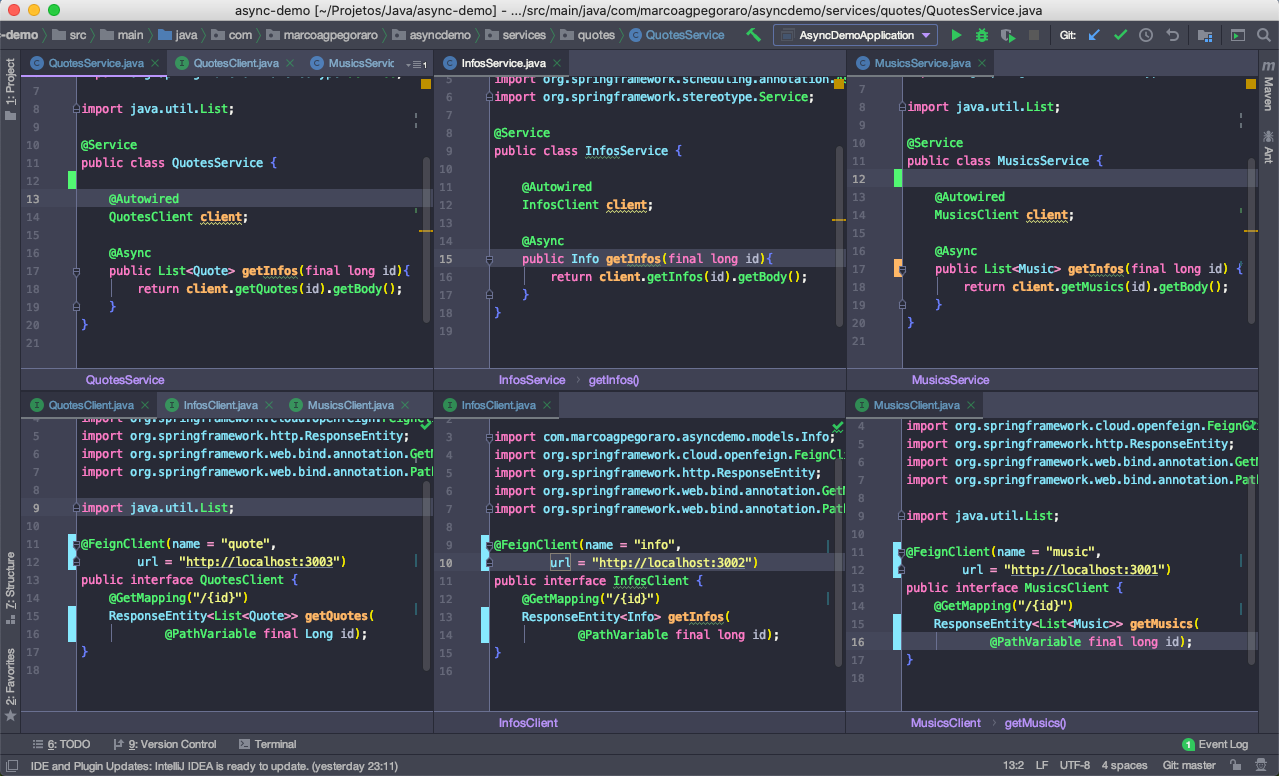 async-demo [~/Projetos/Java/async-demo] - .../src/main/java/com/marcoagpegoraro/asyncdemo/services/quotes/QuotesService.java
-demo src main java com marcoagpegoraro asyncdemo services quotes QuotesService AsyncDemoApplication Git:
1: Project
7: Structure
2: Favorites
Maven
Ant
QuotesService.java QuotesClient.java MusicsServic
7
8 import java.util.List;
9
10 @Service
11 public class QuotesService {
12
13 @Autowired
14 QuotesClient client;
15
16 @Async
17 public List<Quote> getInfos(final long id){
18 return client.getQuotes(id).getBody();
19 }
20 }
21
QuotesService
InfosService.java
5 import org.springframework.scheduling.annotation.
6 import org.springframework.stereotype.Service;
7
8 @Service
9 public class InfosService {
10
11 @Autowired
12 InfosClient client;
13
14 @Async
15 public Info getInfos(final long id){
16 return client.getInfos(id).getBody();
17 }
18 }
19
InfosService › getInfos()
MusicsService.java
7
8 import java.util.List;
9
10 @Service
11 public class MusicsService {
12
13 @Autowired
14 MusicsClient client;
15
16 @Async
17 public List<Music> getInfos(final long id) {
18 return client.getMusics(id).getBody();
19 }
20 }
21
MusicsService
QuotesClient.java InfosClient.java MusicsClient.java
4 import org.springframework.cloud.openfeign.FeignC
5 import org.springframework.http.ResponseEntity;
6 import org.springframework.web.bind.annotation.GetM
7 import org.springframework.web.bind.annotation.Pat
8
9 import java.util.List;
10
11 @FeignClient(name = "quote",
12 url = "http://localhost:3003")
13 public interface QuotesClient {
14 @GetMapping("/{id}")
15 ResponseEntity<List<Quote>> getQuotes(
16 @PathVariable final Long id);
17 }
18
InfosClient.java
3 import com.marcoagpegoraro.asyncdemo.models.Info;
4 import org.springframework.cloud.openfeign.FeignCl
5 import org.springframework.http.ResponseEntity;
6 import org.springframework.web.bind.annotation.GetM
7 import org.springframework.web.bind.annotation.Pat
8
9 @FeignClient(name = "info",
10 url = "http://localhost:3002")
11 public interface InfosClient {
12 @GetMapping("/{id}")
13 ResponseEntity<Info> getInfos(
14 @PathVariable final long id);
15 }
16
InfosClient
MusicsClient.java
4 import org.springframework.cloud.openfeign.FeignCl
5 import org.springframework.http.ResponseEntity;
6 import org.springframework.web.bind.annotation.GetM
7 import org.springframework.web.bind.annotation.Pat
8
9 import java.util.List;
10
11 @FeignClient(name = "music",
12 url = "http://localhost:3001")
13 public interface MusicsClient {
14 @GetMapping("/{id}")
15 ResponseEntity<List<Music>> getMusics(
16 @PathVariable final long id);
17 }
18
MusicsClient › getMusics()
6: TODO 9: Version Control Terminal 1 Event Log
IDE and Plugin Updates: IntelliJ IDEA is ready to update. (yesterday 23:11) 13:2 LF UTF-8 4 spaces Git: master